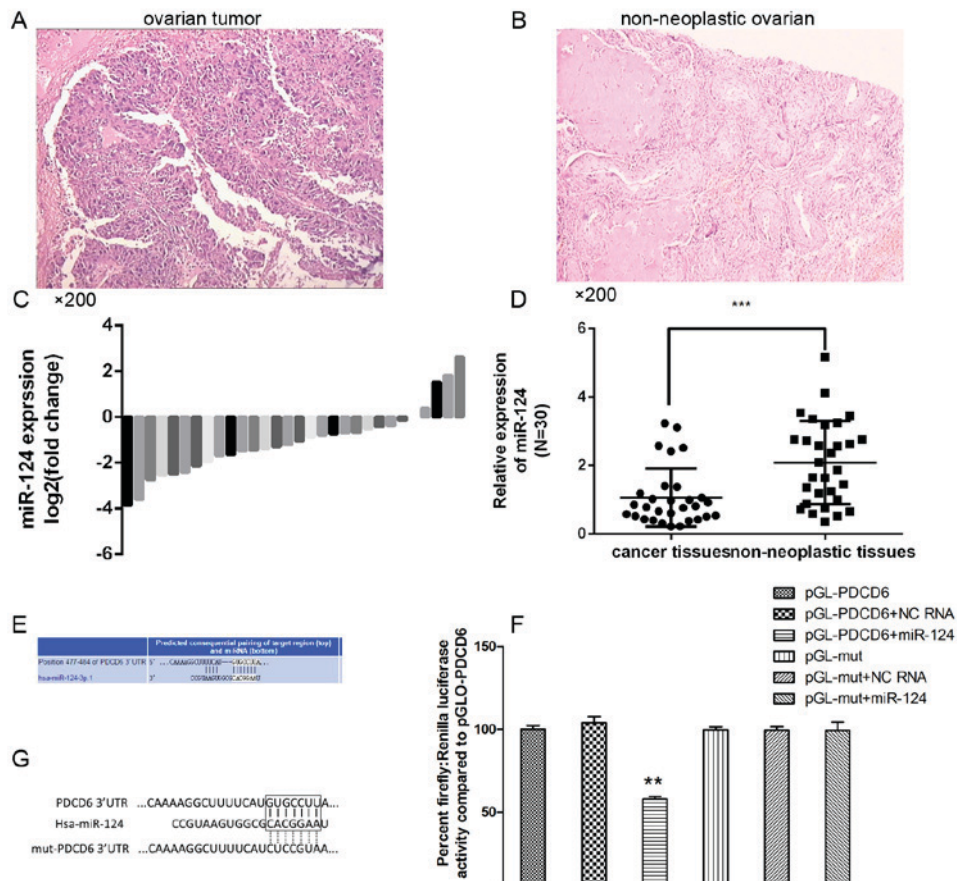 A
ovarian tumor
B
non-neoplastic ovarian
C
×200
miR-124 exprssion
log2(fold change)
4
2
0
-2
-4
-6
D
×200
***
Relative expression
of miR-124
(N=30)
6
4
2
0
cancer tissues
non-neoplastic tissues
E
Predicted consequential pairing of target region (top)
and miRNA (bottom)
Position 477-484 of PDCD6 3' UTR 5'
hsa-miR-124-3p.1 3'
F
Percent firefly:Renilla luciferase
activity compared to pGLO-PDCD6
150
100
50
**
pGL-PDCD6
pGL-PDCD6+NC RNA
pGL-PDCD6+miR-124
pGL-mut
pGL-mut+NC RNA
pGL-mut+miR-124
G
PDCD6 3'UTR ...CAAAAGGCUUUUCAUGUGCCUUA...
Hsa-miR-124 CCGUAAGUGGCGCACGGAAU
mut-PDCD6 3'UTR ...CAAAAGGCUUUUCAUCUCCGUAA...